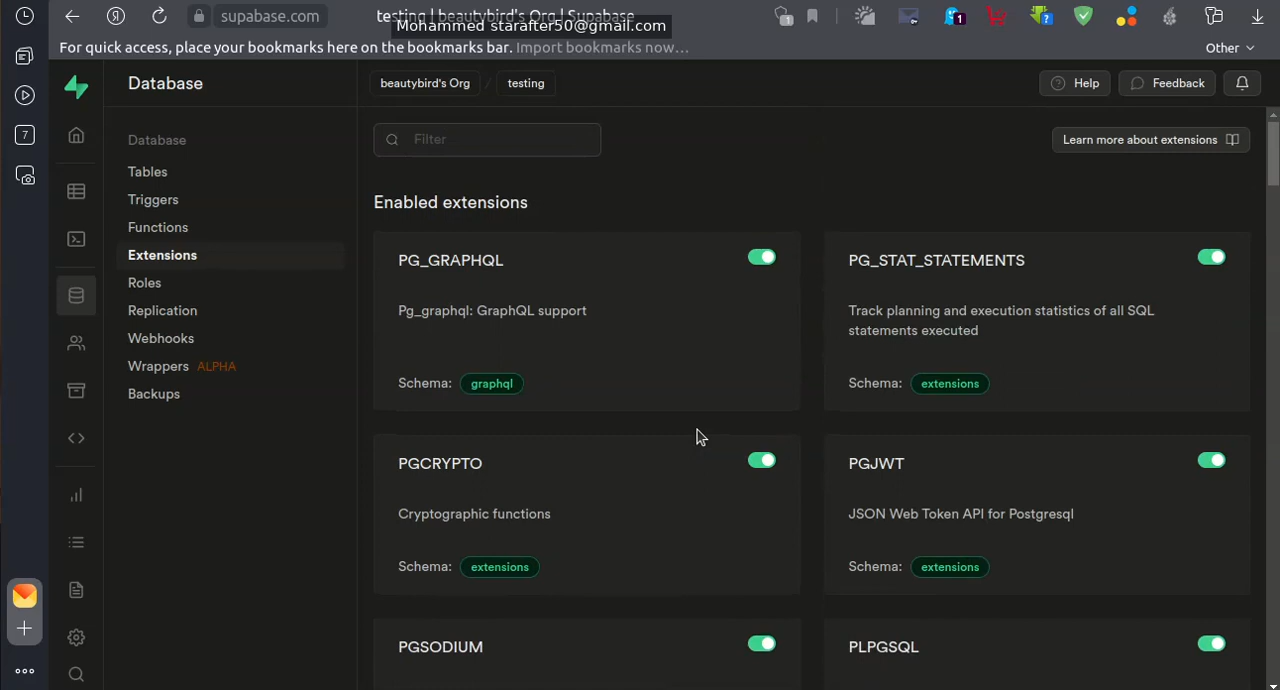 supabase.com
testing | beautybird's Org | Supabase
Mohammed starafter50@gmail.com
1
1
?
For quick access, place your bookmarks here on the bookmarks bar. Import bookmarks now…
Other
7
Database
beautybird's Org / testing
Help
Feedback
Database
Tables
Triggers
Functions
Extensions
Roles
Replication
Webhooks
Wrappers ALPHA
Backups
Filter
Learn more about extensions
Enabled extensions
PG_GRAPHQL
Pg_graphql: GraphQL support
Schema: graphql
PG_STAT_STATEMENTS
Track planning and execution statistics of all SQL
statements executed
Schema: extensions
PGCRYPTO
Cryptographic functions
Schema: extensions
PGJWT
JSON Web Token API for Postgresql
Schema: extensions
PGSODIUM
PLPGSQL